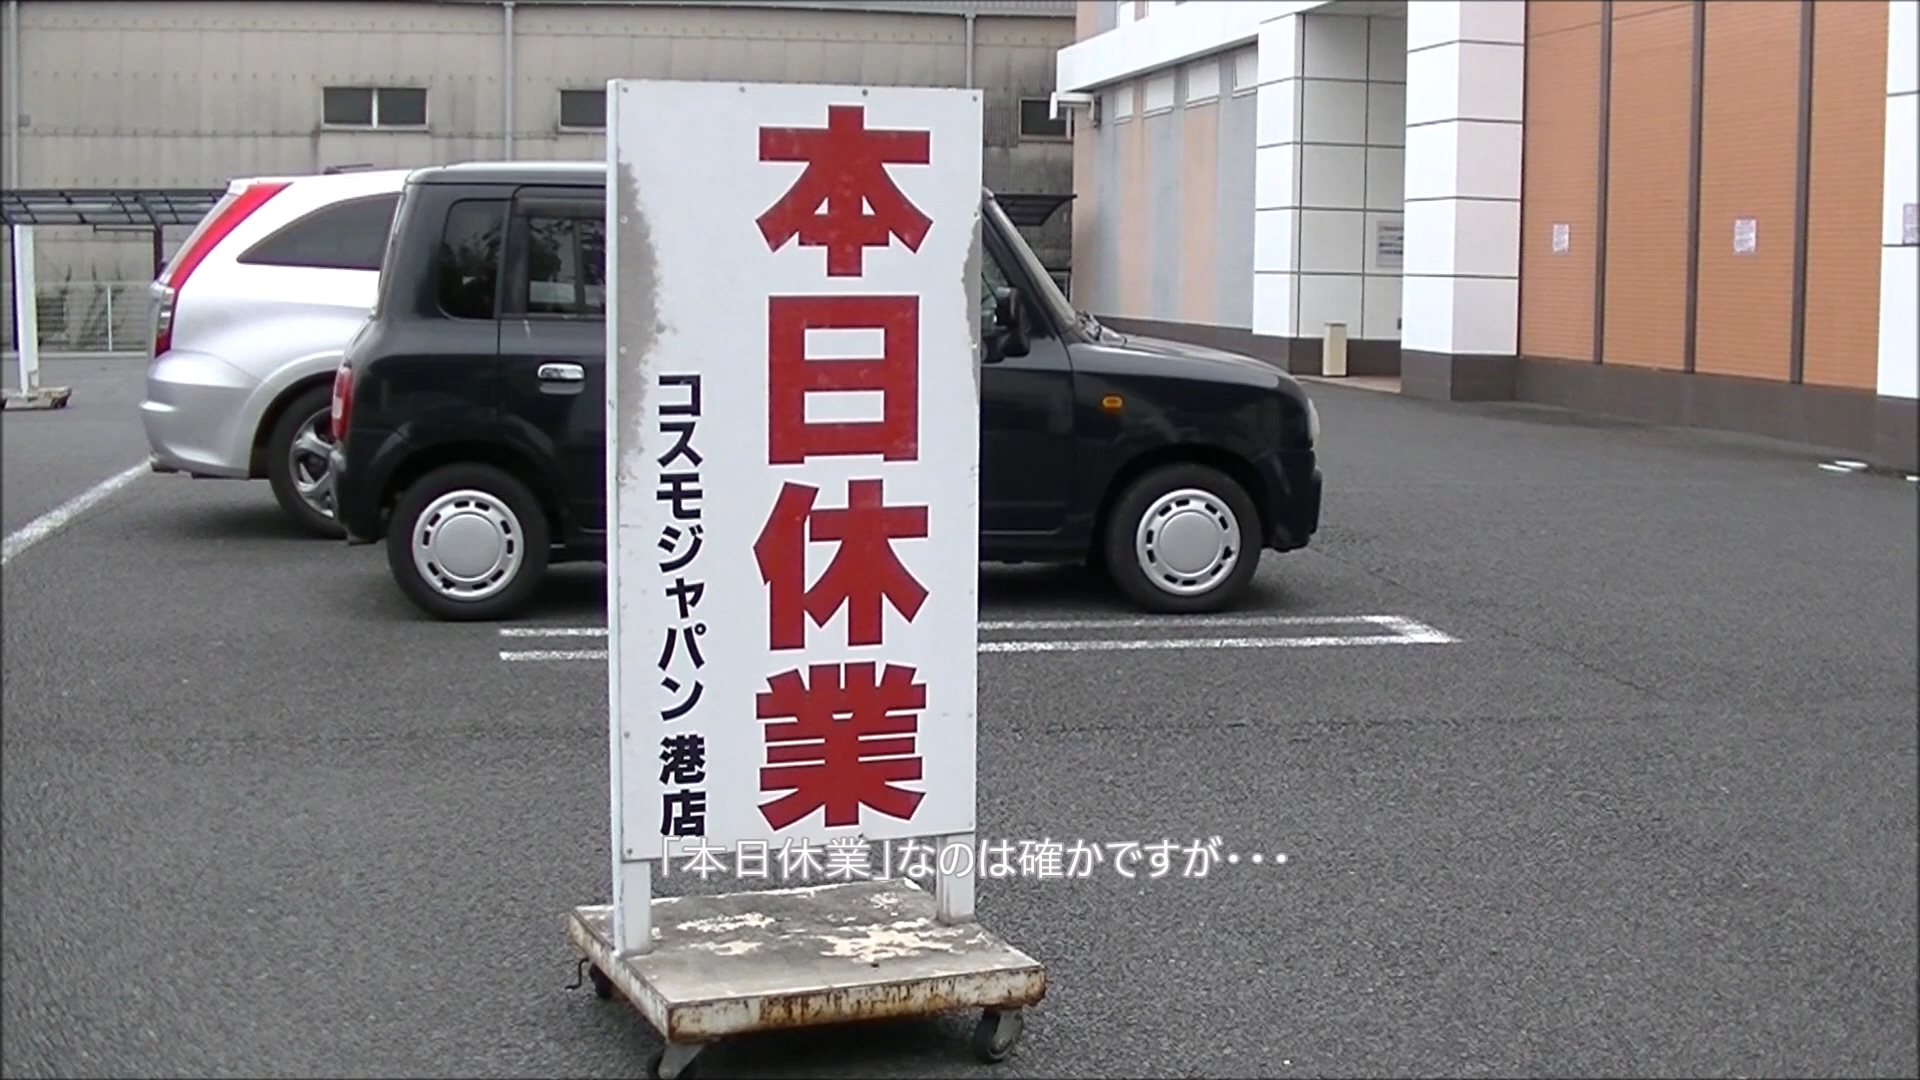 本日休業
コスモジャパン 港店
「本日休業」なのは確かですが・・・